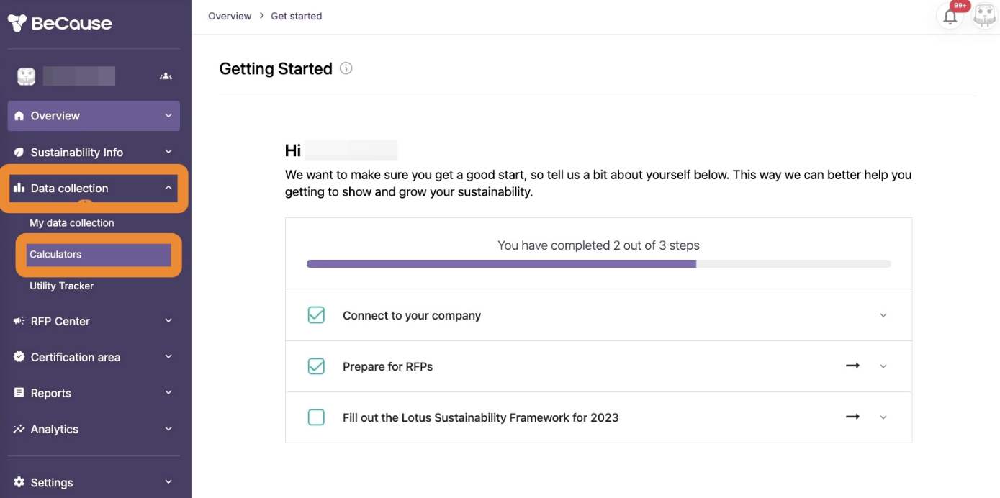 BeCause
Overview
Sustainability Info
Data collection
My data collection
Calculators
Utility Tracker
RFP Center
Certification area
Reports
Analytics
Settings
Overview > Get started
99+
Getting Started
Hi
We want to make sure you get a good start, so tell us a bit about yourself below. This way we can better help you
getting to show and grow your sustainability.
You have completed 2 out of 3 steps
Connect to your company
Prepare for RFPs
Fill out the Lotus Sustainability Framework for 2023